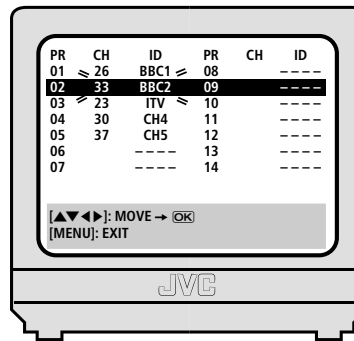 PR CH ID PR CH ID
01 26 BBC1 08 ----
02 33 BBC2 09 ----
03 23 ITV 10 ----
04 30 CH4 11 ----
05 37 CH5 12 ----
06 ---- 13 ----
07 ---- 14 ----
[▲▼◀▶]: MOVE → OK
[MENU]: EXIT
JVC